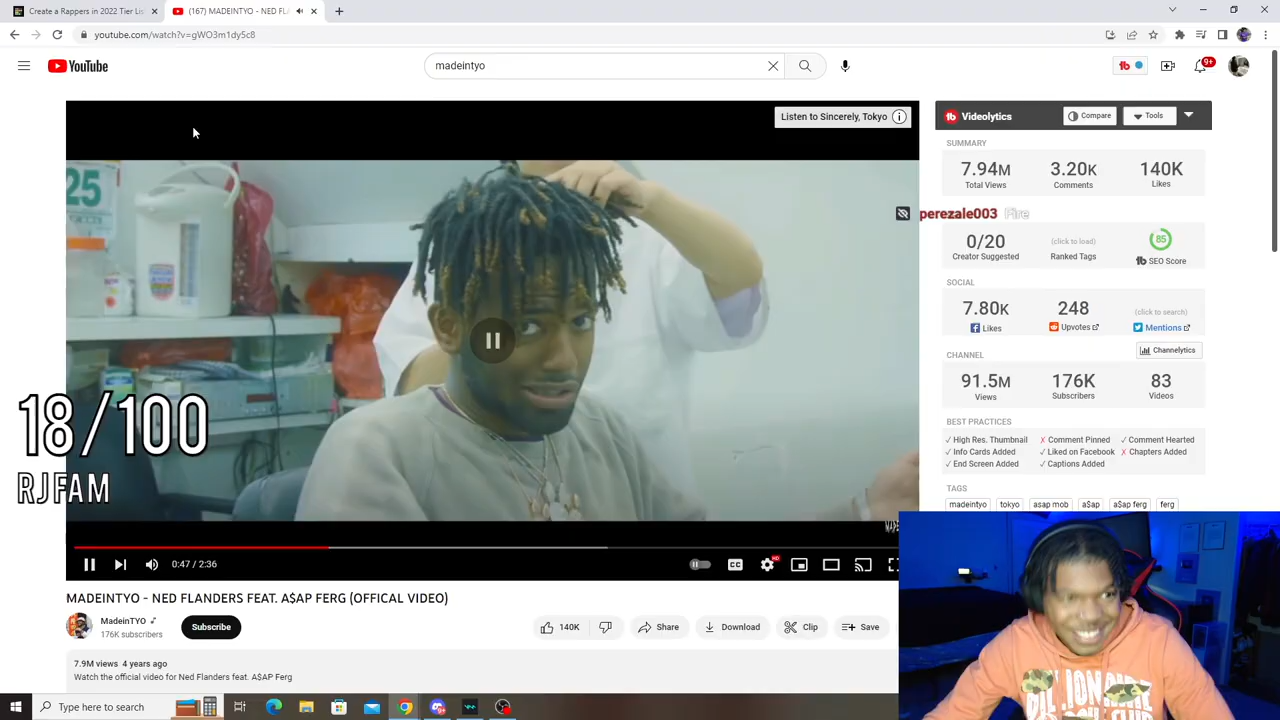 Create a Rappers in 2022 Tier Lis
(167) MADEINTYO - NED FL
youtube.com/watch?v=gWO3m1dy5c8
YouTube
madeintyo
9+
Listen to Sincerely, Tokyo
25
18/100
RJFAM
0:47 / 2:36
CC
HD
MADEINTYO - NED FLANDERS FEAT. A$AP FERG (OFFICAL VIDEO)
MadeinTYO
176K subscribers
Subscribe
140K
Share
Download
Clip
Save
7.9M views 4 years ago
Watch the official video for Ned Flanders feat. A$AP Ferg
Videolytics
Compare
Tools
SUMMARY
7.94M
3.20K
140K
Total Views
Comments
Likes
perezale003 Fire
0/20
(click to load)
85
Creator Suggested
Ranked Tags
SEO Score
SOCIAL
7.80K
248
(click to search)
Likes
Upvotes
Mentions
CHANNEL
Channelytics
91.5M
176K
83
Views
Subscribers
Videos
BEST PRACTICES
✓ High Res. Thumbnail
✗ Comment Pinned
✓ Comment Hearted
✓ Info Cards Added
✓ Liked on Facebook
✗ Chapters Added
✓ End Screen Added
✓ Captions Added
TAGS
madeintyo
tokyo
asap mob
a$ap
a$ap ferg
ferg
Type here to search